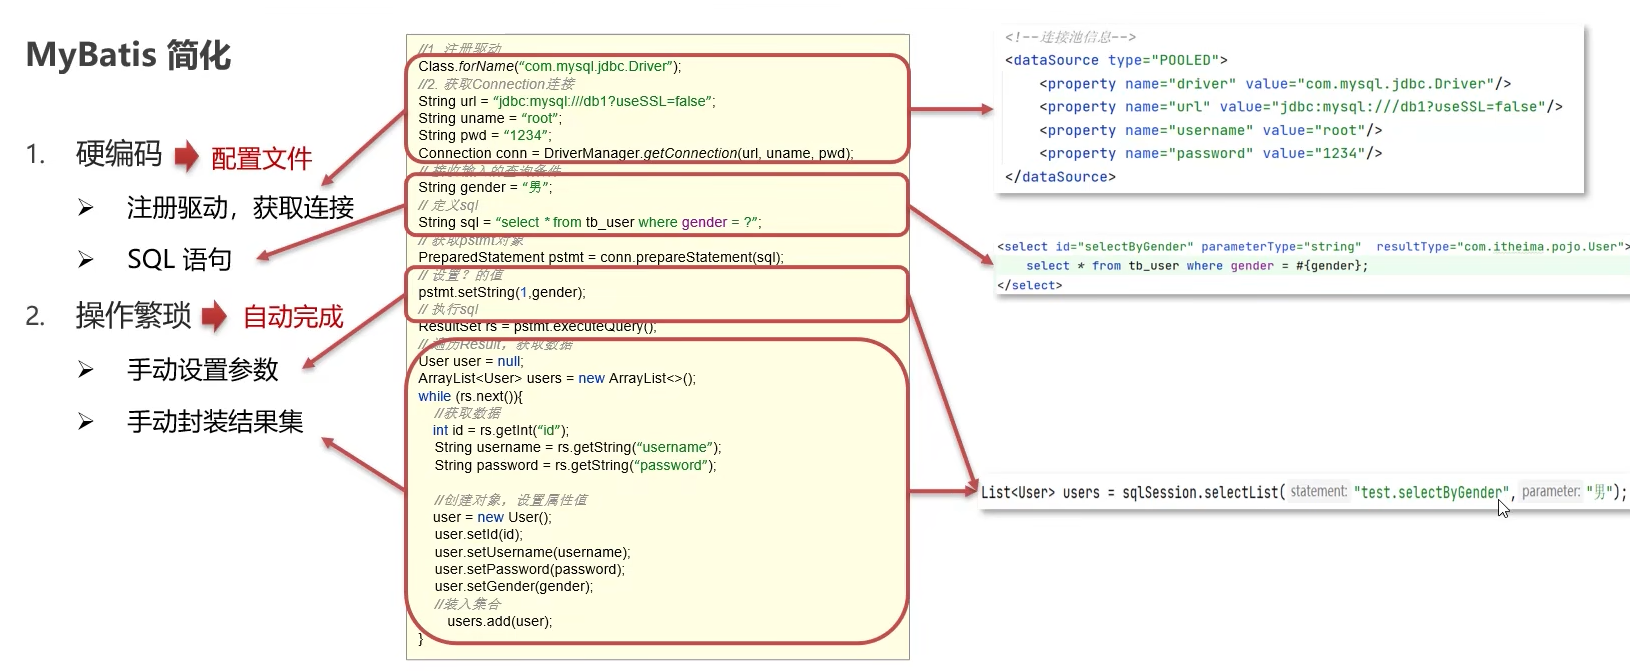 MyBatis 简化
1. 硬编码 配置文件
➢ 注册驱动，获取连接
➢ SQL 语句
2. 操作繁琐 自动完成
➢ 手动设置参数
➢ 手动封装结果集
//1. 注册驱动
Class.forName(“com.mysql.jdbc.Driver”);
//2. 获取Connection连接
String url = “jdbc:mysql:///db1?useSSL=false”;
String uname = “root”;
String pwd = “1234”;
Connection conn = DriverManager.getConnection(url, uname, pwd);
// 接收输入的查询条件
String gender = “男”;
// 定义sql
String sql = “select * from tb_user where gender = ?”;
// 获取pstmt对象
PreparedStatement pstmt = conn.prepareStatement(sql);
// 设置？的值
pstmt.setString(1,gender);
// 执行sql
ResultSet rs = pstmt.executeQuery();
// 遍历Result，获取数据
User user = null;
ArrayList<User> users = new ArrayList<>();
while (rs.next()){
//获取数据
int id = rs.getInt(“id”);
String username = rs.getString(“username”);
String password = rs.getString(“password”);
//创建对象，设置属性值
user = new User();
user.setId(id);
user.setUsername(username);
user.setPassword(password);
user.setGender(gender);
//装入集合
users.add(user);
}
<!--连接池信息-->
<dataSource type="POOLED">
<property name="driver" value="com.mysql.jdbc.Driver"/>
<property name="url" value="jdbc:mysql:///db1?useSSL=false"/>
<property name="username" value="root"/>
<property name="password" value="1234"/>
</dataSource>
<select id="selectByGender" parameterType="string" resultType="com.itheima.pojo.User">
select * from tb_user where gender = #{gender};
</select>
List<User> users = sqlSession.selectList( statement: "test.selectByGender", parameter: "男");